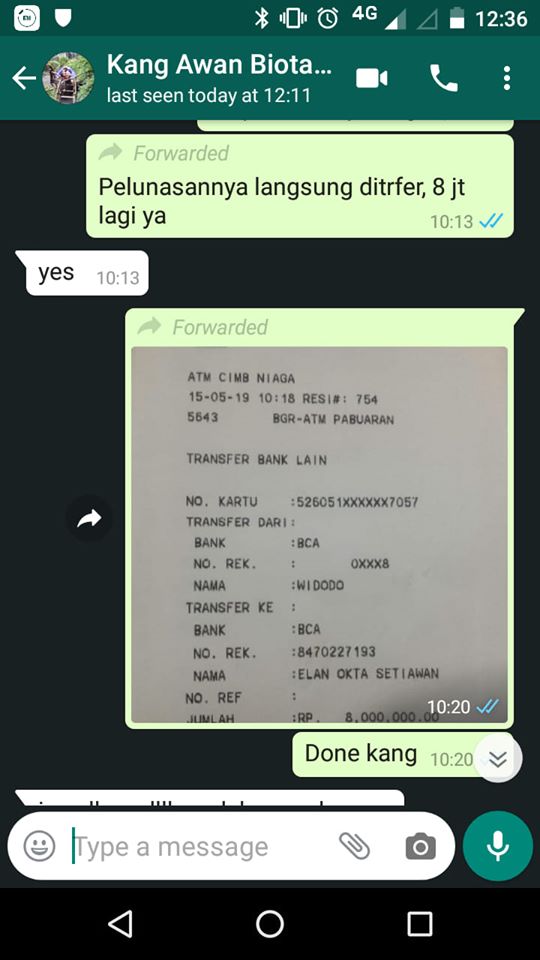 4G 12:36
Kang Awan Biota...
last seen today at 12:11
Forwarded
Pelunasannya langsung ditrfer, 8 jt
lagi ya
10:13
yes 10:13
Forwarded
ATM CIMB NIAGA
15-05-19 10:18 RESI#: 754
5643 BGR-ATM PABUARAN
TRANSFER BANK LAIN
NO. KARTU :526051XXXXXX7057
TRANSFER DARI:
BANK :BCA
NO. REK. : 0XXX8
NAMA :WIDODO
TRANSFER KE :
BANK :BCA
NO. REK. :8470227193
NAMA :ELAN OKTA SETIAWAN
NO. REF :
JUMLAH :RP. 8,000,000.00
10:20
Done kang 10:20
Type a message